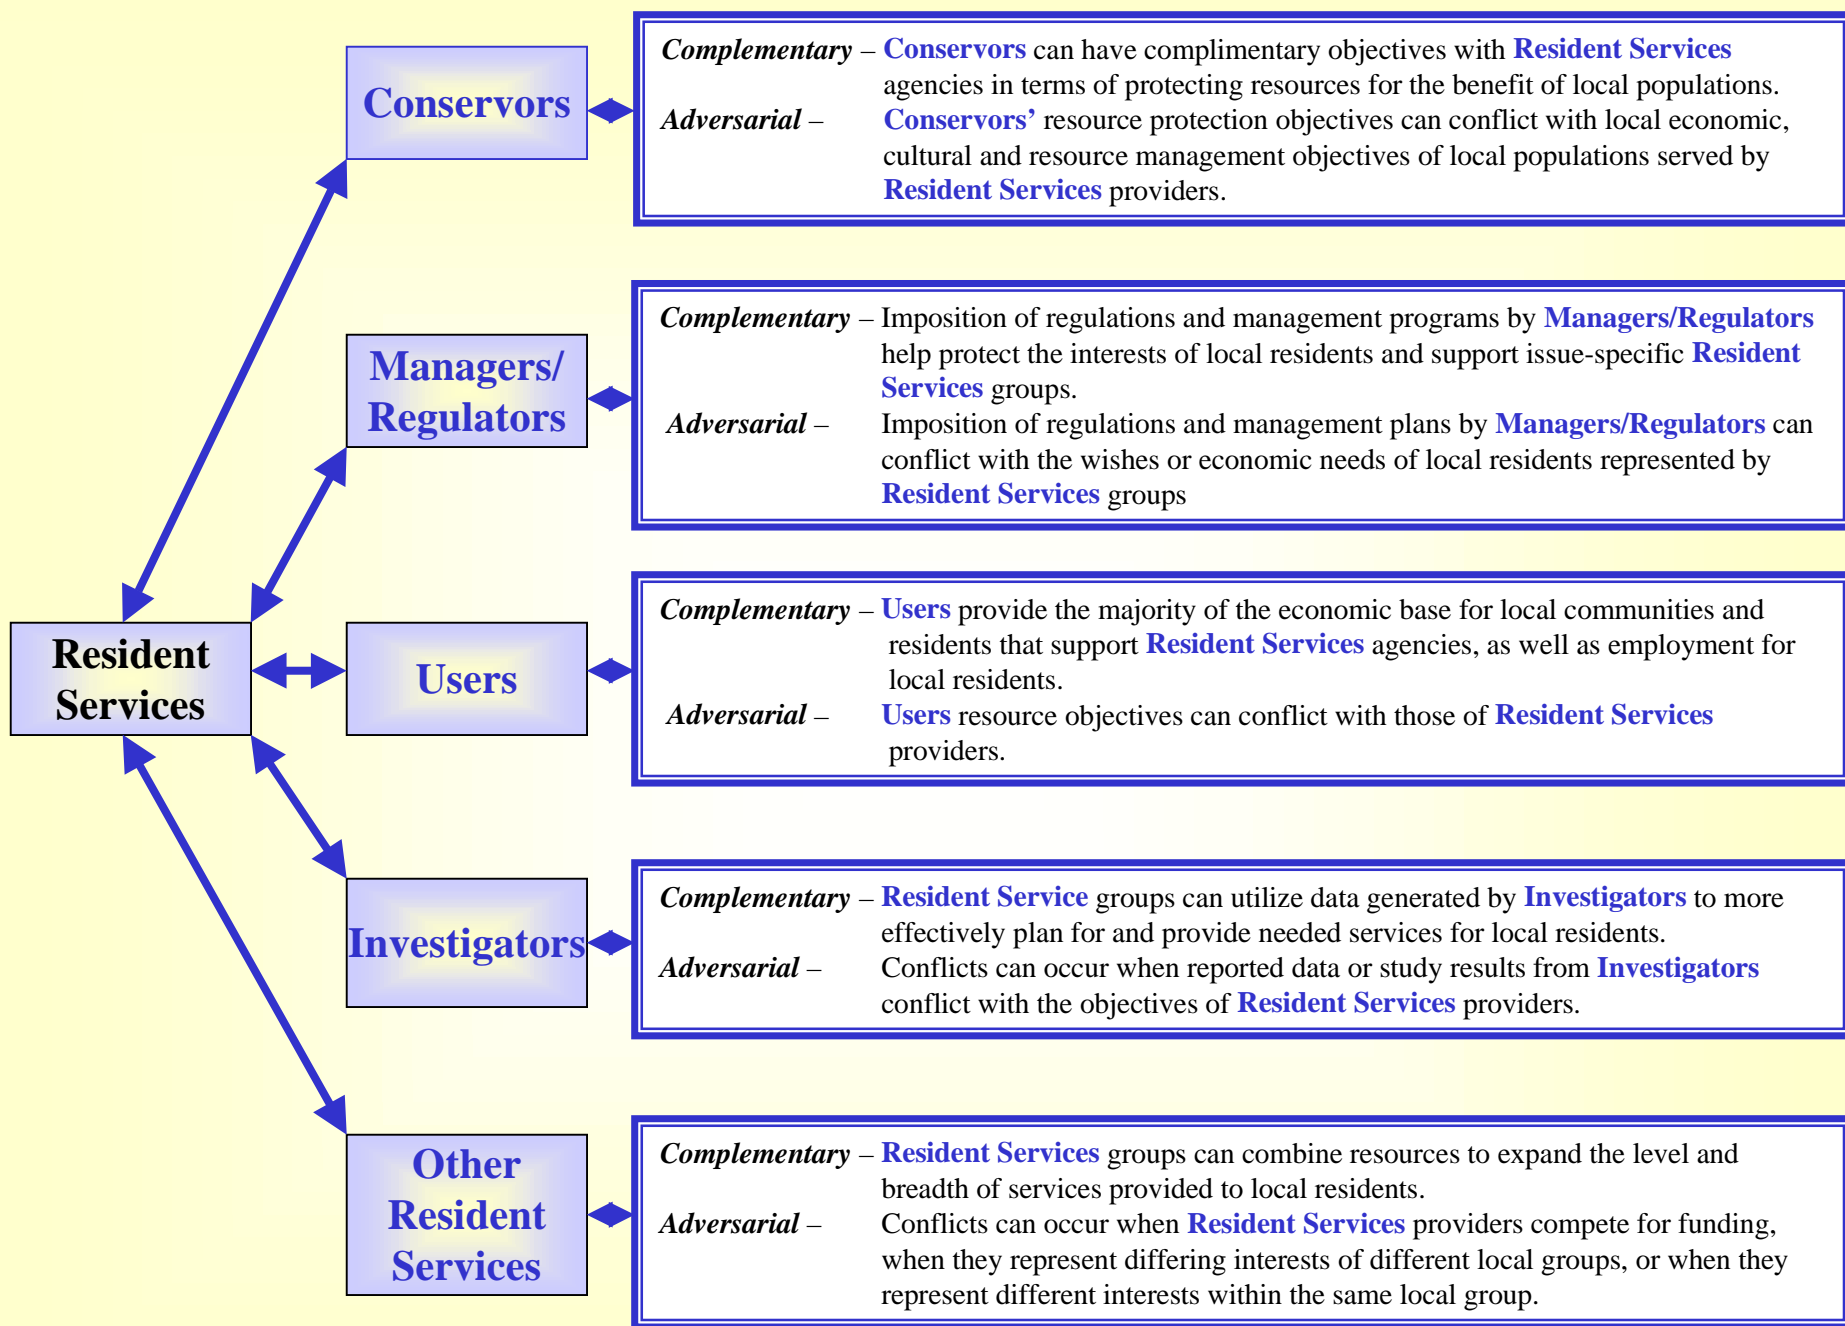 Conservors
Complementary – Conservors can have complimentary objectives with Resident Services
agencies in terms of protecting resources for the benefit of local populations.
Adversarial – Conservors’ resource protection objectives can conflict with local economic,
cultural and resource management objectives of local populations served by
Resident Services providers.
Managers/
Regulators
Complementary – Imposition of regulations and management programs by Managers/Regulators
help protect the interests of local residents and support issue-specific Resident
Services groups.
Adversarial – Imposition of regulations and management plans by Managers/Regulators can
conflict with the wishes or economic needs of local residents represented by
Resident Services groups
Resident
Services
Users
Complementary – Users provide the majority of the economic base for local communities and
residents that support Resident Services agencies, as well as employment for
local residents.
Adversarial – Users resource objectives can conflict with those of Resident Services
providers.
Investigators
Complementary – Resident Service groups can utilize data generated by Investigators to more
effectively plan for and provide needed services for local residents.
Adversarial – Conflicts can occur when reported data or study results from Investigators
conflict with the objectives of Resident Services providers.
Other
Resident
Services
Complementary – Resident Services groups can combine resources to expand the level and
breadth of services provided to local residents.
Adversarial – Conflicts can occur when Resident Services providers compete for funding,
when they represent differing interests of different local groups, or when they
represent different interests within the same local group.